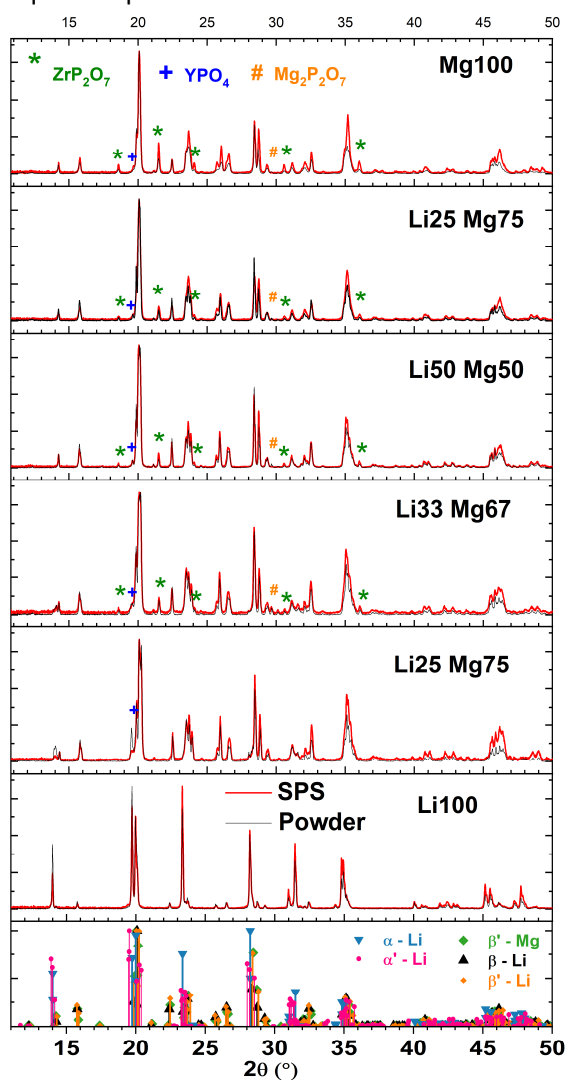 15 20 25 30 35 40 45 50
* ZrP₂O₇ + YPO₄ # Mg₂P₂O₇
Mg100
* + * * # * *
Li25 Mg75
* + * * # * *
Li50 Mg50
* + * * # * *
Li33 Mg67
* + * * # * *
Li25 Mg75
+
SPS
Powder
Li100
α - Li
α' - Li
β' - Mg
β - Li
β' - Li
15 20 25 30 35 40 45 50
2θ (°)